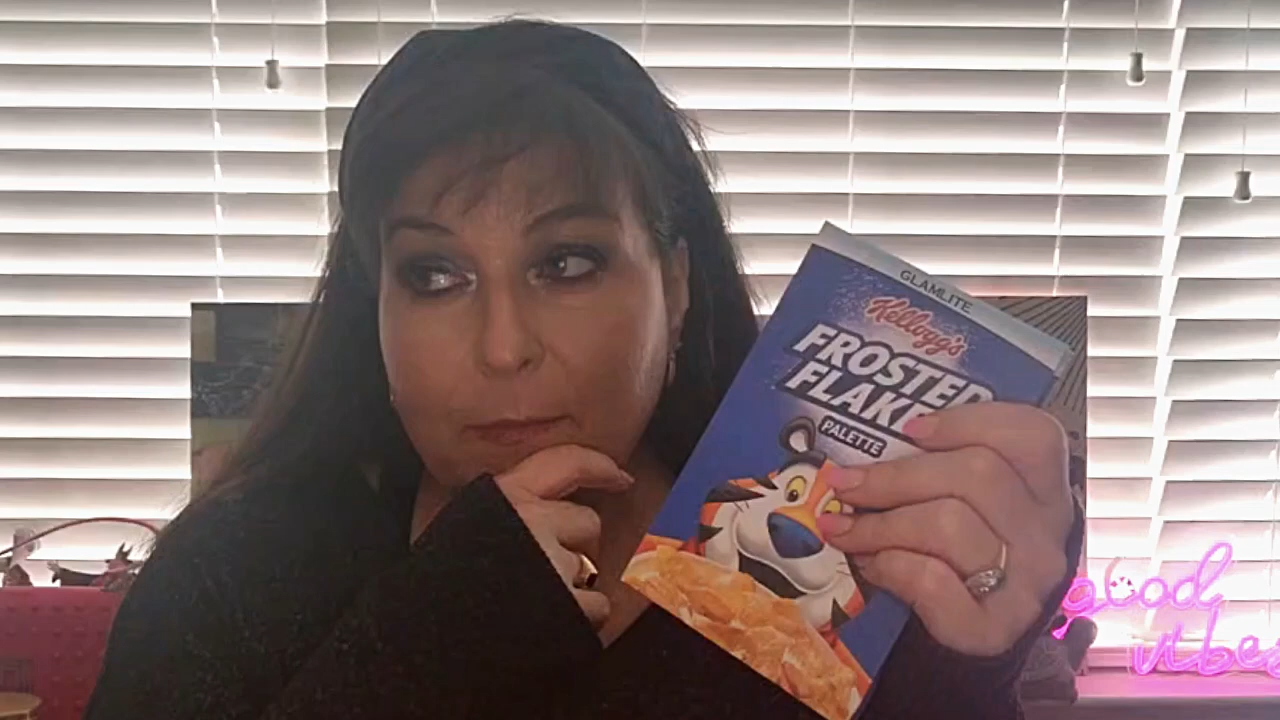 GLAMLITE
Kellogg's
FROSTED
FLAKE
PALETTE
good
vibes